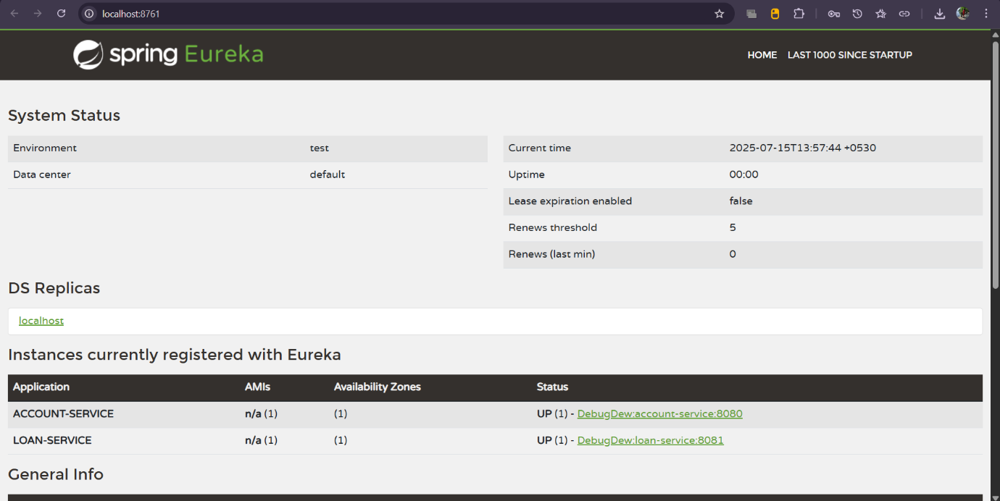 localhost:8761
spring Eureka
HOME LAST 1000 SINCE STARTUP
System Status
Environment test
Data center default
Current time 2025-07-15T13:57:44 +0530
Uptime 00:00
Lease expiration enabled false
Renews threshold 5
Renews (last min) 0
DS Replicas
localhost
Instances currently registered with Eureka
Application AMIs Availability Zones Status
ACCOUNT-SERVICE n/a (1) (1) UP (1) - DebugDew:account-service:8080
LOAN-SERVICE n/a (1) (1) UP (1) - DebugDew:loan-service:8081
General Info